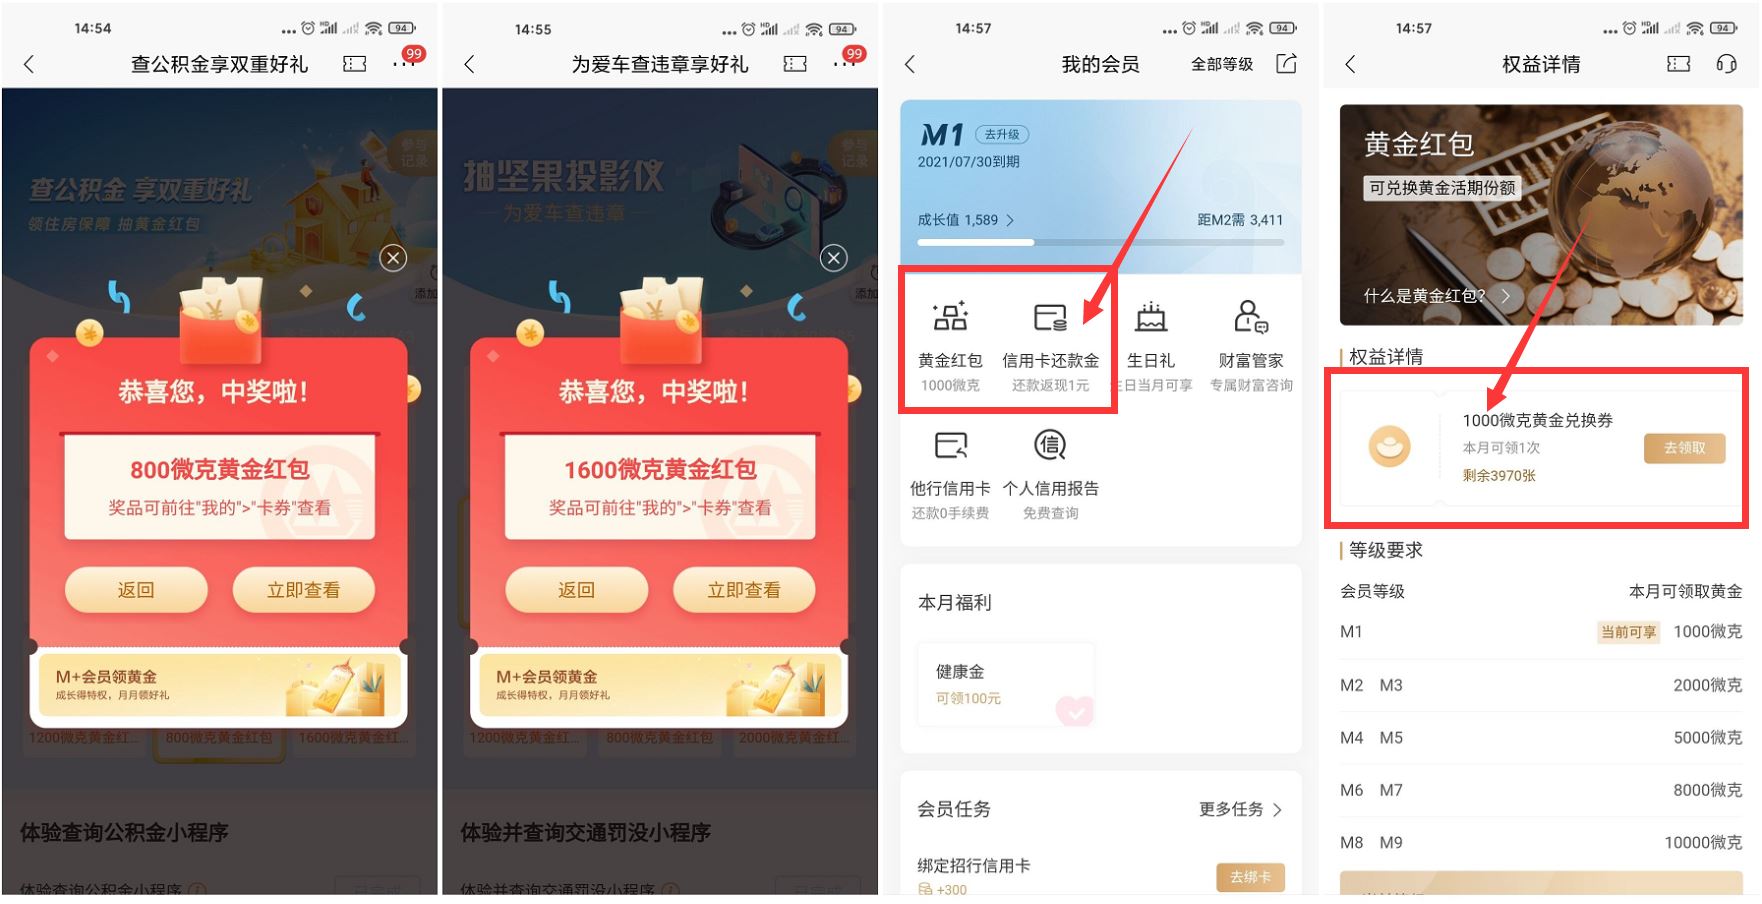 14:54
HD
94
查公积金享双重好礼
99
参与
记录
查公积金 享双重好礼
领住房保障 抽黄金红包
添加
恭喜您，中奖啦！
800微克黄金红包
奖品可前往"我的">"卡券"查看
返回
立即查看
M+会员领黄金
成长得特权，月月领好礼
1200微克黄金红...
800微克黄金红包
1600微克黄金红...
体验查询公积金小程序
体验查询公积金小程序
已完成
14:55
HD
94
为爱车查违章享好礼
99
参与
记录
抽坚果投影仪
为爱车查违章
添加
恭喜您，中奖啦！
1600微克黄金红包
奖品可前往"我的">"卡券"查看
返回
立即查看
M+会员领黄金
成长得特权，月月领好礼
1200微克黄金红...
800微克黄金红包
2000微克黄金红...
体验并查询交通罚没小程序
体验并查询交通罚没小程序
已完成
14:57
HD
94
我的会员
全部等级
M1
去升级
2021/07/30到期
成长值 1,589
距M2需 3,411
黄金红包
1000微克
信用卡还款金
还款返现1元
生日礼
生日当月可享
财富管家
专属财富咨询
他行信用卡
还款0手续费
信
个人信用报告
免费查询
本月福利
健康金
可领100元
会员任务
更多任务
绑定招行信用卡
+300
去绑卡
14:57
HD
94
权益详情
黄金红包
可兑换黄金活期份额
什么是黄金红包？
权益详情
1000微克黄金兑换券
本月可领1次
剩余3970张
去领取
等级要求
会员等级
本月可领取黄金
M1
当前可享
1000微克
M2 M3
2000微克
M4 M5
5000微克
M6 M7
8000微克
M8 M9
10000微克